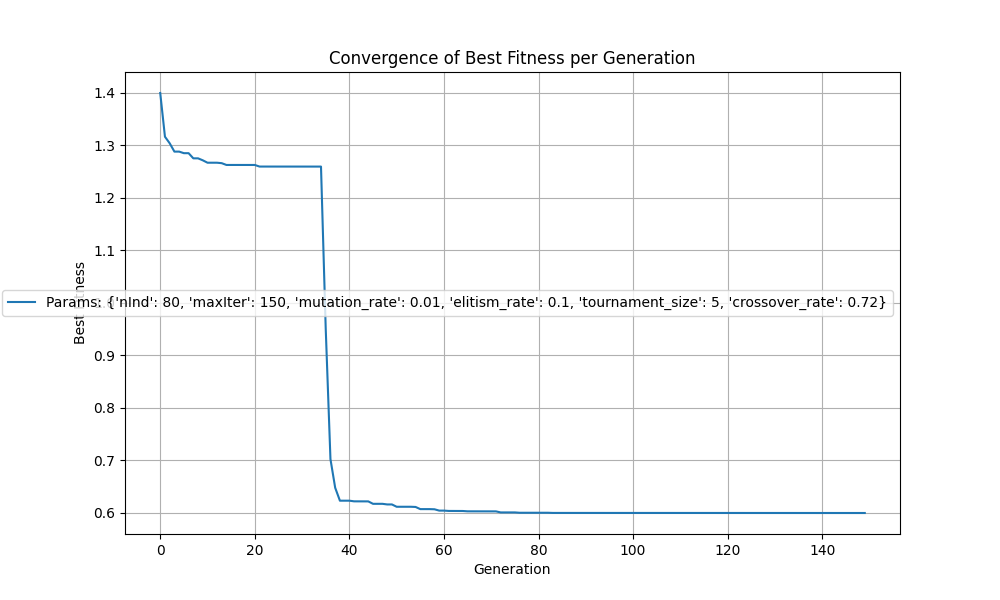 Convergence of Best Fitness per Generation
1.4
1.3
1.2
1.1
0.9
0.8
0.7
0.6
Best
ness
Params: {'nInd': 80, 'maxIter': 150, 'mutation_rate': 0.01, 'elitism_rate': 0.1, 'tournament_size': 5, 'crossover_rate': 0.72}
0 20 40 60 80 100 120 140
Generation